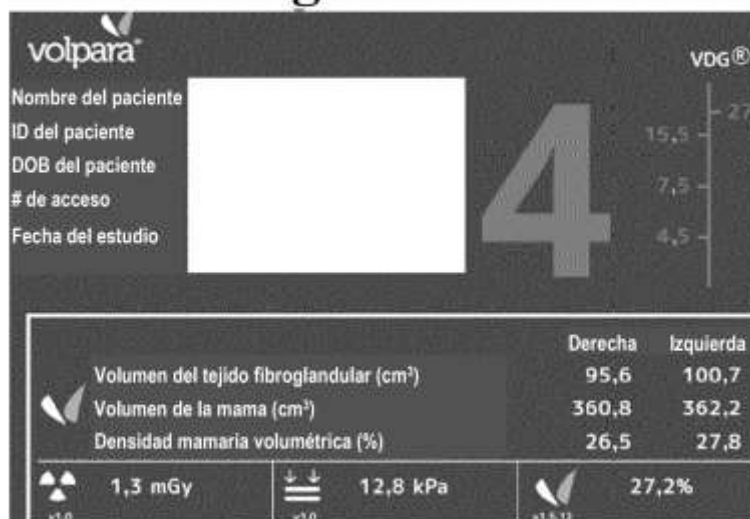 volpara
VDG®
Nombre del paciente
ID del paciente
DOB del paciente
# de acceso
Fecha del estudio
4
27
15,5
7,5
4,5
Derecha Izquierda
Volumen del tejido fibroglandular (cm³) 95,6 100,7
Volumen de la mama (cm³) 360,8 362,2
Densidad mamaria volumétrica (%) 26,5 27,8
1,3 mGy 12,8 kPa 27,2%